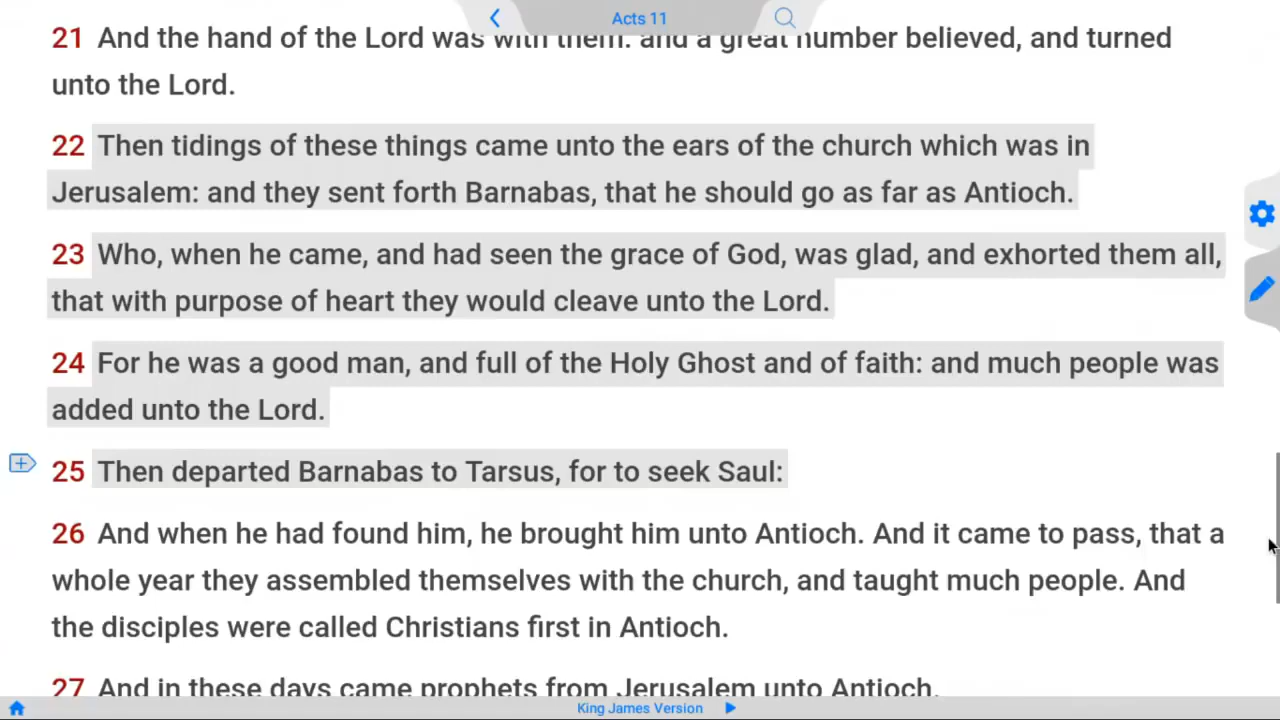 Acts 11
21 And the hand of the Lord was with them: and a great number believed, and turned
unto the Lord.
22 Then tidings of these things came unto the ears of the church which was in
Jerusalem: and they sent forth Barnabas, that he should go as far as Antioch.
23 Who, when he came, and had seen the grace of God, was glad, and exhorted them all,
that with purpose of heart they would cleave unto the Lord.
24 For he was a good man, and full of the Holy Ghost and of faith: and much people was
added unto the Lord.
25 Then departed Barnabas to Tarsus, for to seek Saul:
26 And when he had found him, he brought him unto Antioch. And it came to pass, that a
whole year they assembled themselves with the church, and taught much people. And
the disciples were called Christians first in Antioch.
27 And in these days came prophets from Jerusalem unto Antioch.
King James Version